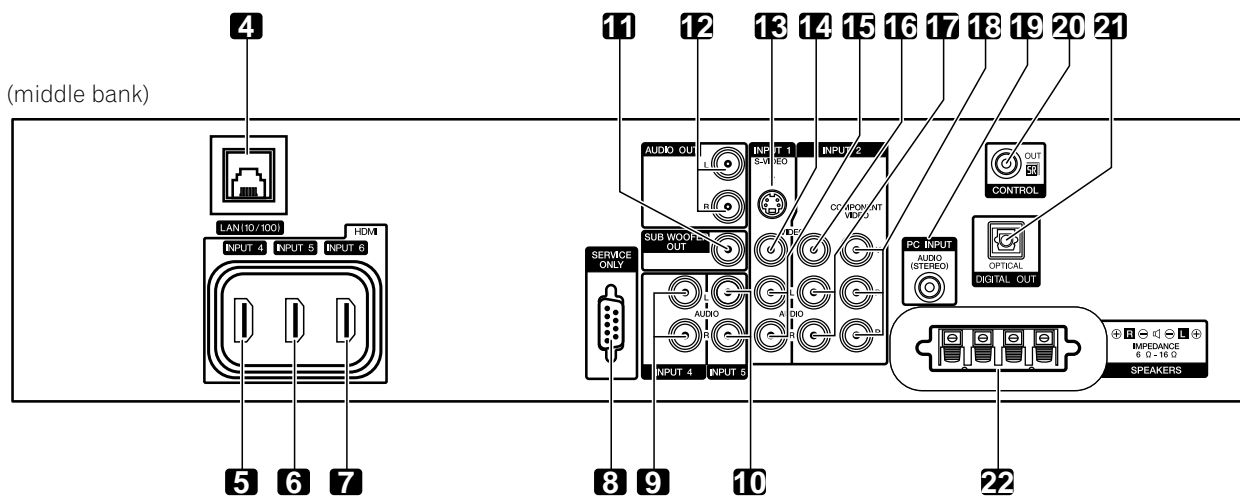 4
11
12
13
14
15
16
17
18
19
20
21
(middle bank)
AUDIO OUT
L
R
INPUT 1
S-VIDEO
INPUT 2
COMPONENT
VIDEO
VIDEO
OUT
SR
CONTROL
LAN (10/100)
HDMI
INPUT 4
INPUT 5
INPUT 6
SUB WOOFER
OUT
SERVICE
ONLY
PC INPUT
AUDIO
(STEREO)
OPTICAL
DIGITAL OUT
L
L
AUDIO
AUDIO
R
R
INPUT 4
INPUT 5
⊕ R ⊖ ⊖ L ⊕
IMPEDANCE
6 Ω - 16 Ω
SPEAKERS
5
6
7
8
9
10
22